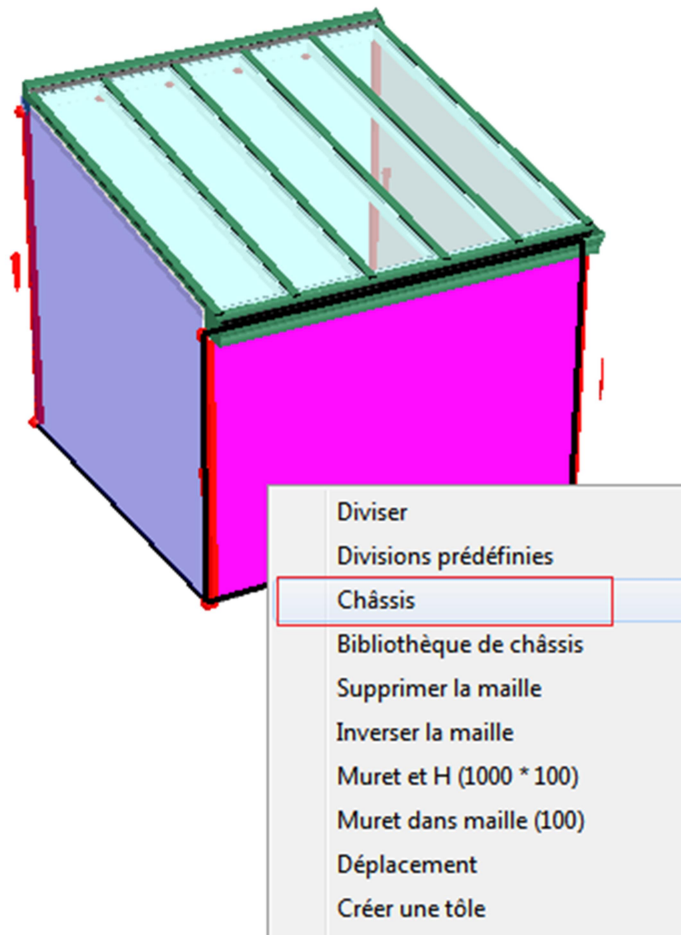 Diviser
Divisions prédéfinies
Châssis
Bibliothèque de châssis
Supprimer la maille
Inverser la maille
Muret et H (1000 * 100)
Muret dans maille (100)
Déplacement
Créer une tôle